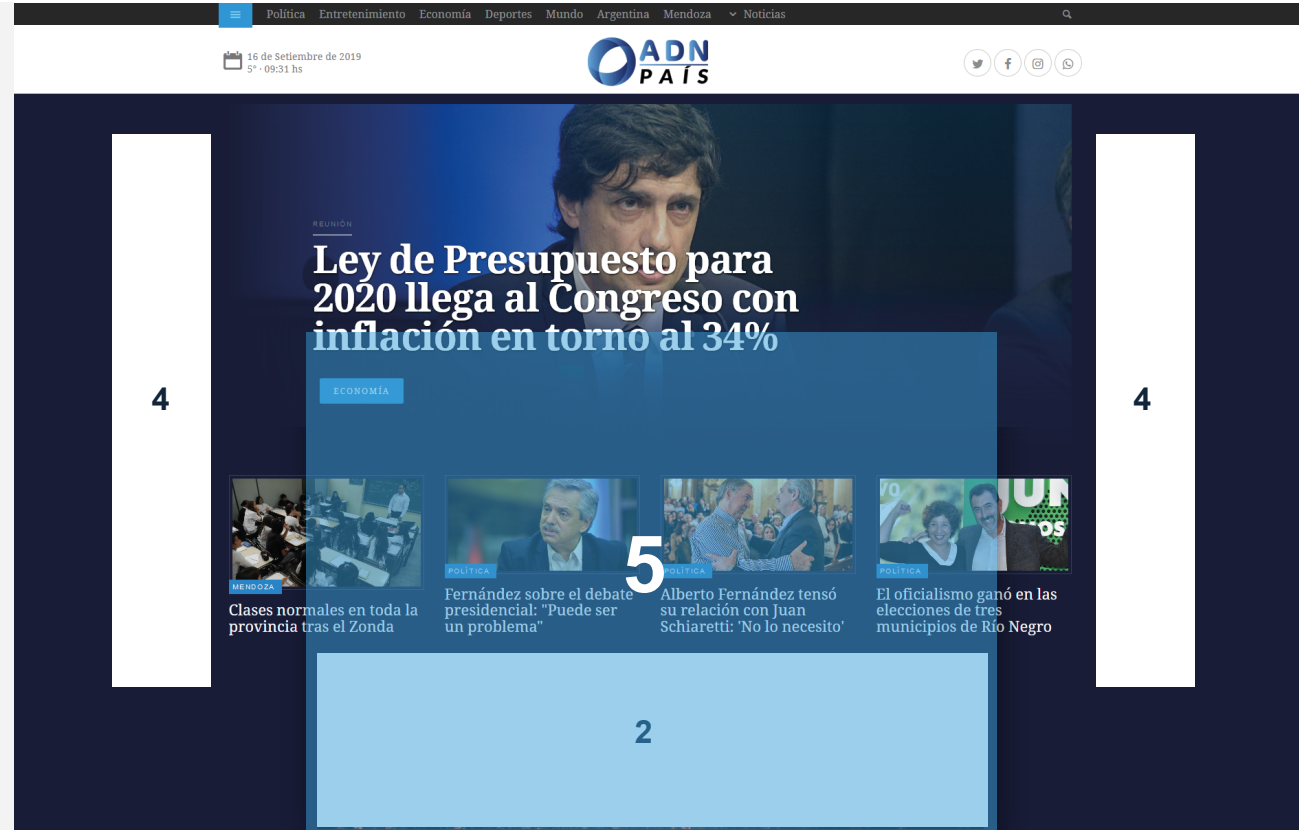 Política Entretenimiento Economía Deportes Mundo Argentina Mendoza Noticias
16 de Setiembre de 2019
5° · 09:31 hs
ADN
PAÍS
REUNIÓN
Ley de Presupuesto para
2020 llega al Congreso con
inflación en torno al 34%
ECONOMÍA
4
4
VO
JUN
MOS
5
MENDOZA
Clases normales en toda la
provincia tras el Zonda
POLÍTICA
Fernández sobre el debate
presidencial: "Puede ser
un problema"
POLÍTICA
Alberto Fernández tensó
su relación con Juan
Schiaretti: 'No lo necesito'
POLÍTICA
El oficialismo ganó en las
elecciones de tres
municipios de Río Negro
2